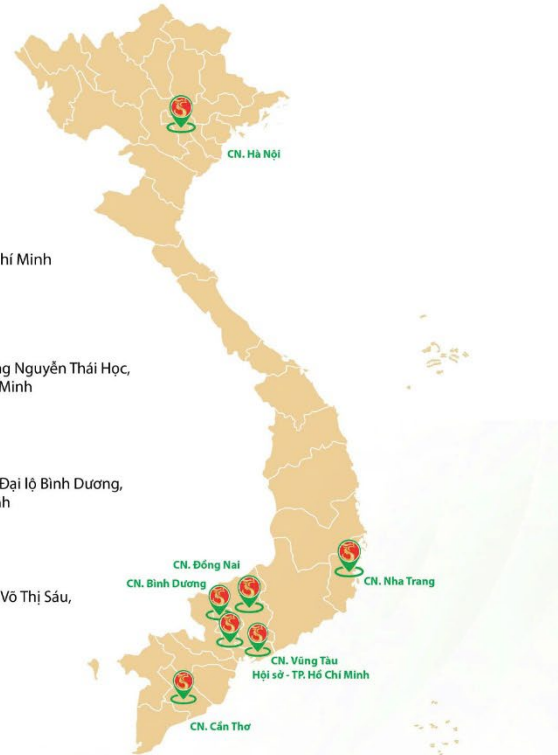 CN. Hà Nội
hí Minh
g Nguyễn Thái Học,
Minh
Đại lộ Bình Dương,
nh
CN. Đồng Nai
CN. Bình Dương
CN. Nha Trang
Võ Thị Sáu,
CN. Vũng Tàu
Hội sở - TP. Hồ Chí Minh
CN. Cần Thơ